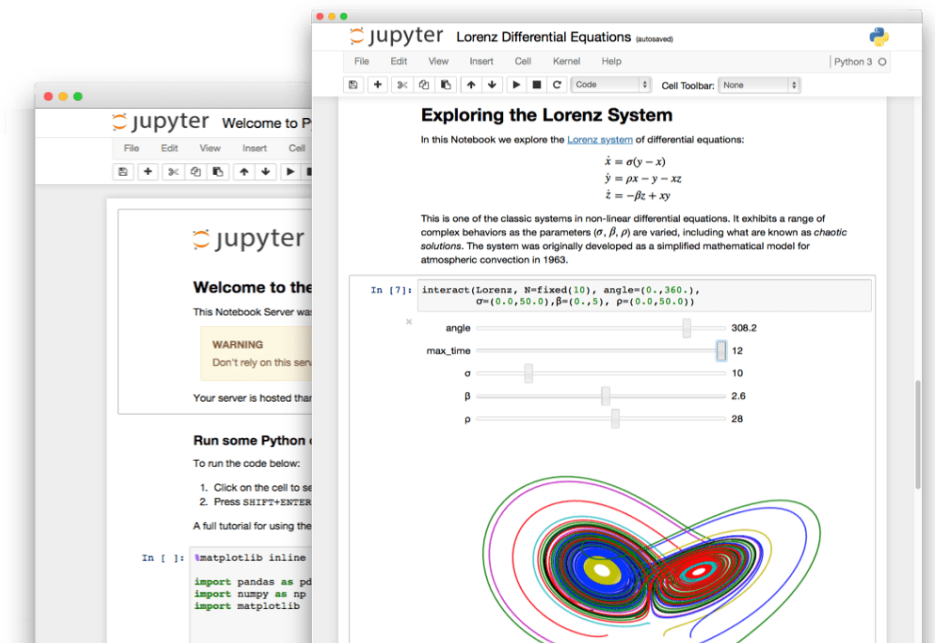 jupyter Lorenz Differential Equations (autosaved)
File Edit View Insert Cell Kernel Help Python 3
Code Cell Toolbar: None
Exploring the Lorenz System
In this Notebook we explore the Lorenz system of differential equations:
ẋ = σ(y − x)
ẏ = ρx − y − xz
ż = −βz + xy
This is one of the classic systems in non-linear differential equations. It exhibits a range of
complex behaviors as the parameters (σ, β, ρ) are varied, including what are known as chaotic
solutions. The system was originally developed as a simplified mathematical model for
atmospheric convection in 1963.
In [7]: interact(Lorenz, N=fixed(10), angle=(0.,360.),
σ=(0.0,50.0),β=(0.,5), ρ=(0.0,50.0))
angle 308.2
max_time 12
σ 10
β 2.6
ρ 28
jupyter Welcome to P
File Edit View Insert Cell
jupyter
Welcome to the
This Notebook Server was
WARNING
Don't rely on this serv
Your server is hosted than
Run some Python c
To run the code below:
1. Click on the cell to se
2. Press SHIFT+ENTER
A full tutorial for using the
In [ ]: %matplotlib inline
import pandas as pd
import numpy as np
import matplotlib